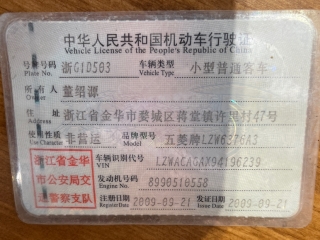 中华人民共和国机动车行驶证
Vehicle License of the People's Republic of China
号牌号码 浙G1D503 车辆类型 小型普通客车
Plate No. Vehicle Type
所有人 董绍源
Owner
住址 浙江省金华市婺城区蒋堂镇许 村47号
Address
使用性质 非营运 品牌型号 五菱牌LZW6376A3
Use Character Model
浙江省金华
市公安局交
通警察支队
车辆识别代号 LZWACAGAX94196239
VIN
发动机号码 8990510558
Engine No.
注册日期 2009-09-21 发证日期 2009-09-21
Register Date Issue Date